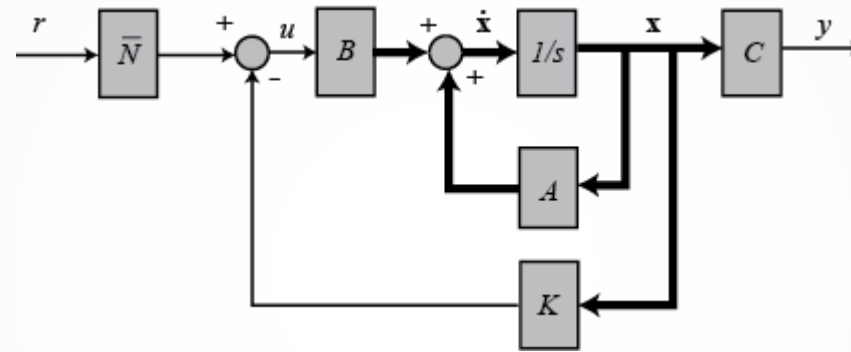 r N̅ + − u B + + ẋ 1/s x C y
A
K